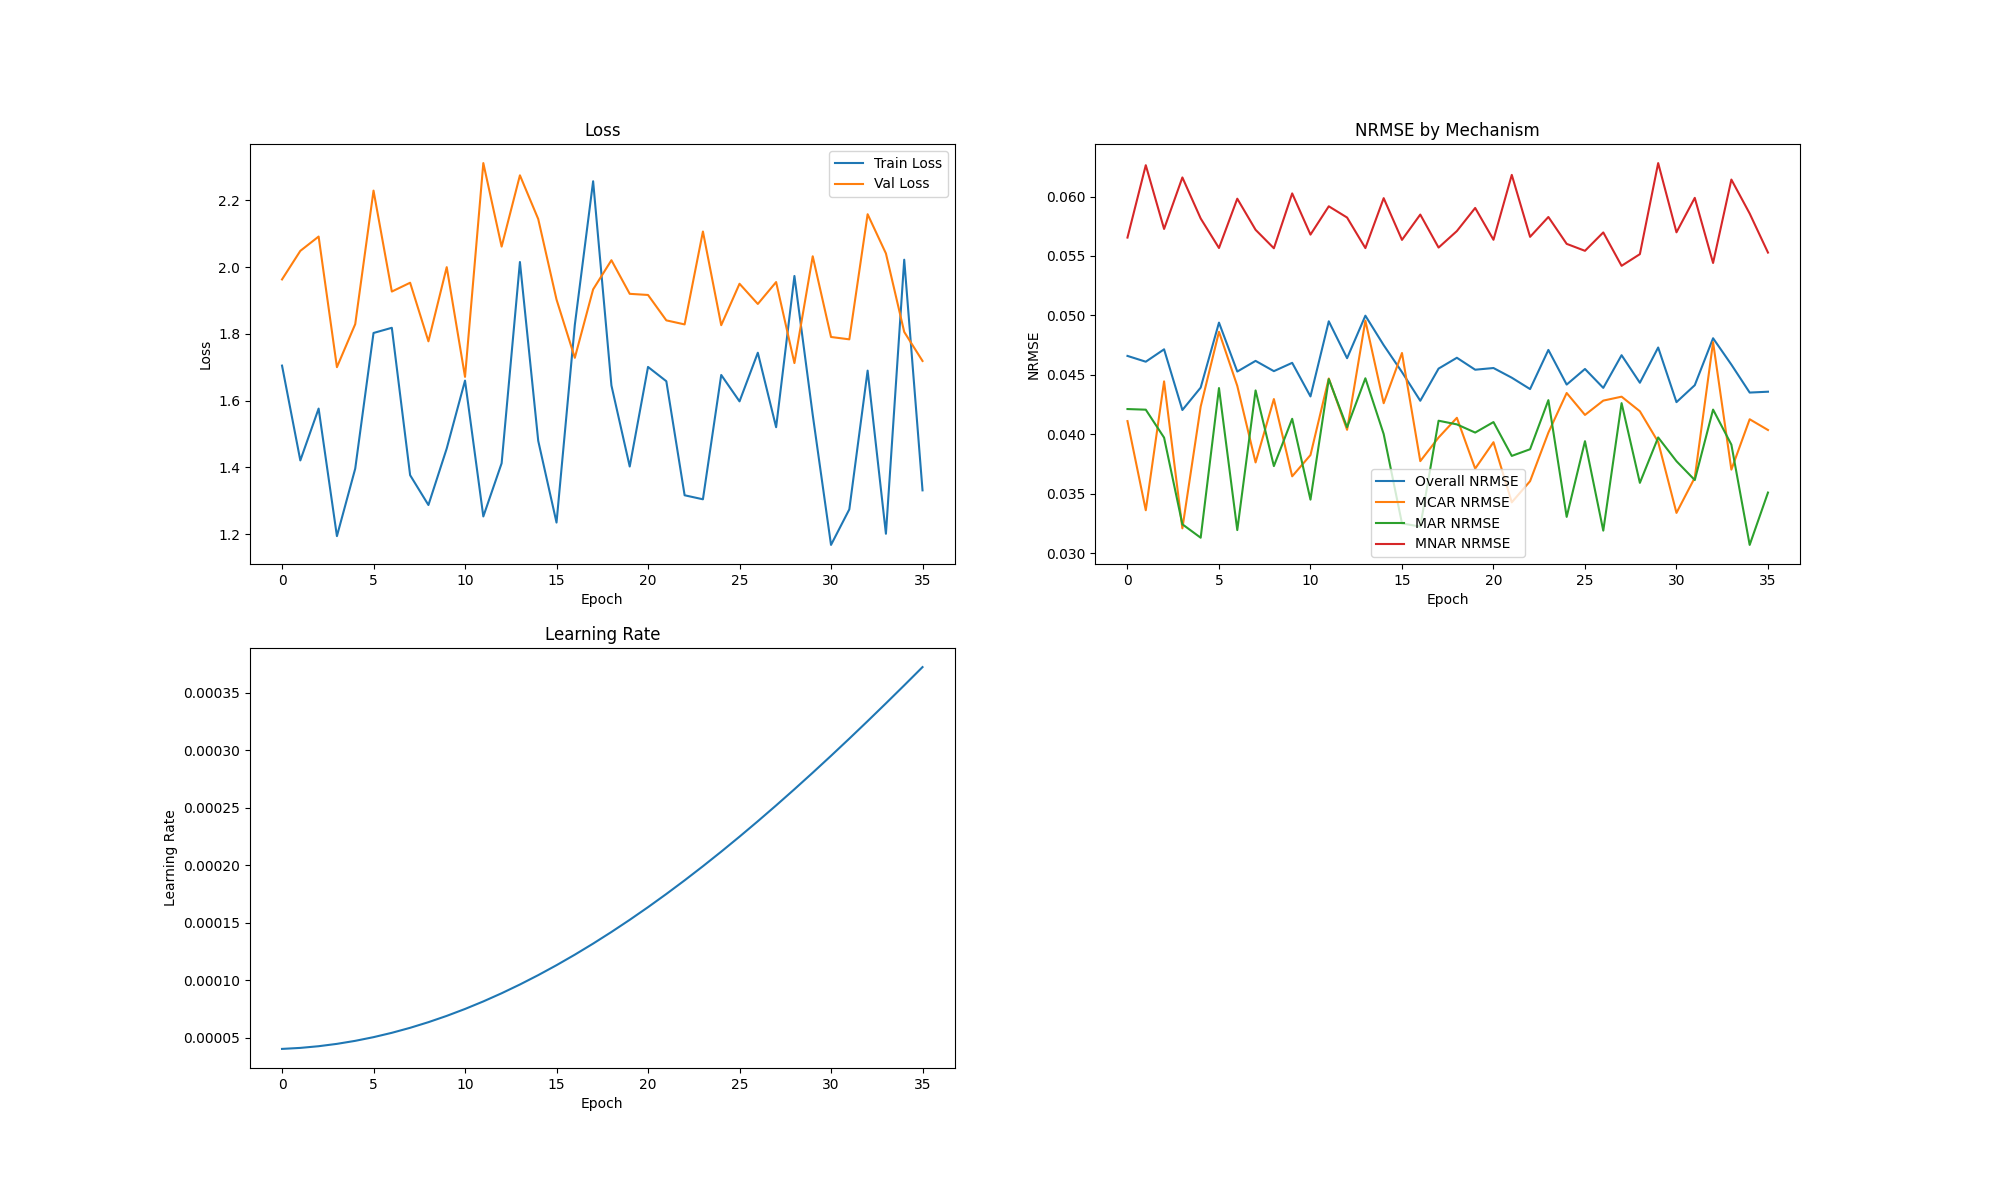 Loss
Train Loss
Val Loss
2.2
2.0
1.8
1.6
1.4
1.2
Loss
0 5 10 15 20 25 30 35
Epoch
NRMSE by Mechanism
0.060
0.055
0.050
0.045
0.040
0.035
0.030
NRMSE
Overall NRMSE
MCAR NRMSE
MAR NRMSE
MNAR NRMSE
0 5 10 15 20 25 30 35
Epoch
Learning Rate
0.00035
0.00030
0.00025
0.00020
0.00015
0.00010
0.00005
Learning Rate
0 5 10 15 20 25 30 35
Epoch